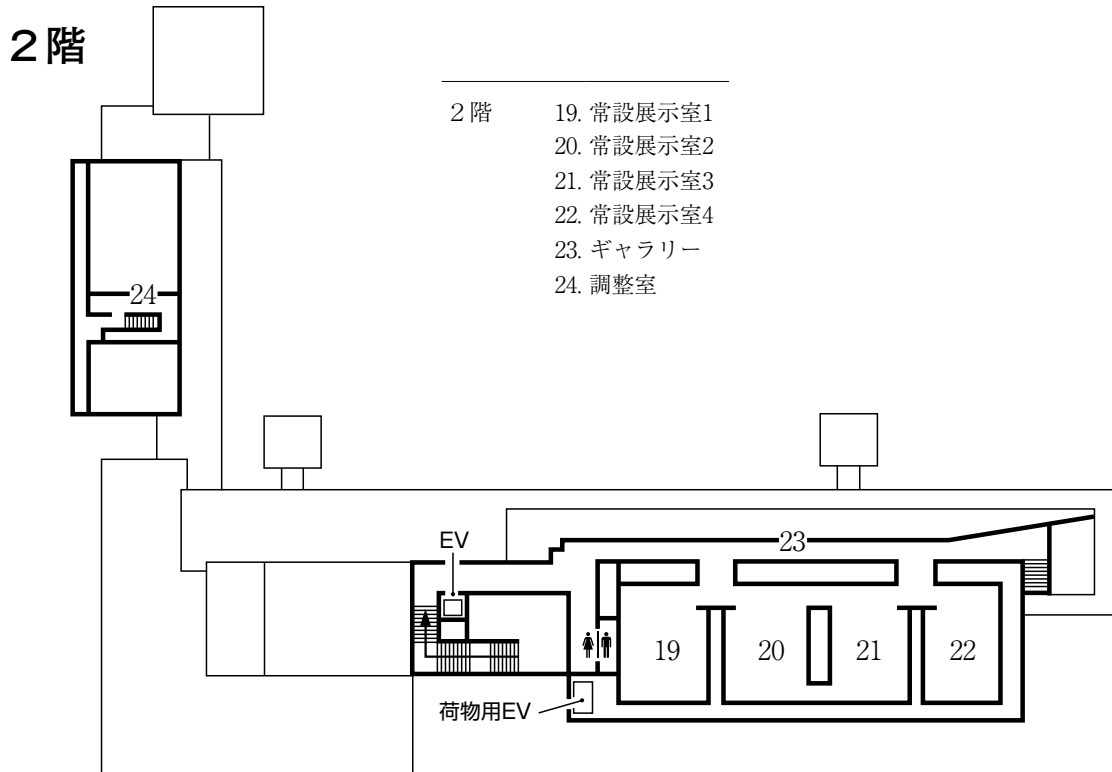 2階
2階 19. 常設展示室1
20. 常設展示室2
21. 常設展示室3
22. 常設展示室4
23. ギャラリー
24. 調整室
24
EV
23
19 20 21 22
荷物用EV